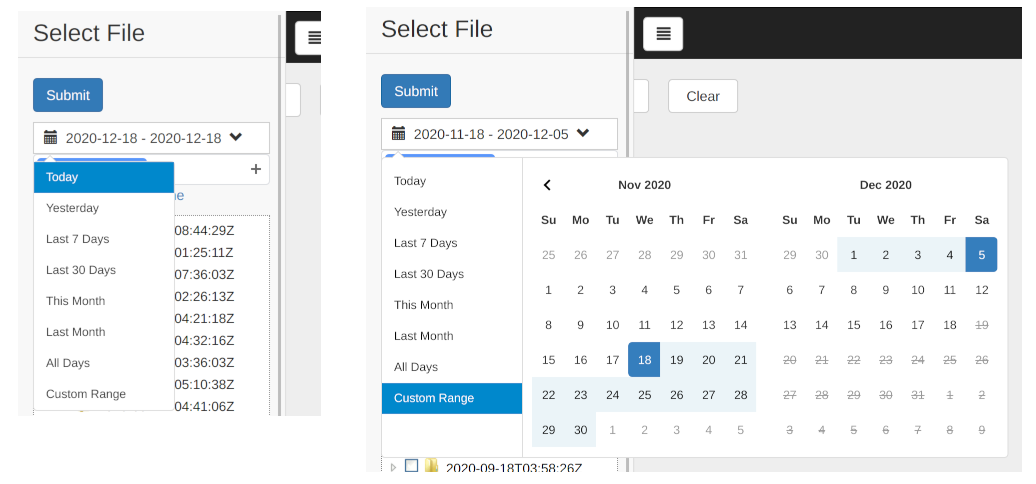 Select File
Submit
2020-12-18 - 2020-12-18
Today
Yesterday
08:44:29Z
Last 7 Days
01:25:11Z
Last 30 Days
07:36:03Z
This Month
02:26:13Z
04:21:18Z
Last Month
04:32:16Z
All Days
03:36:03Z
05:10:38Z
Custom Range
04:41:06Z
Select File
Submit
Clear
2020-11-18 - 2020-12-05
Today
Yesterday
Last 7 Days
Last 30 Days
This Month
Last Month
All Days
Custom Range
Nov 2020
Su Mo Tu We Th Fr Sa
25 26 27 28 29 30 31
1 2 3 4 5 6 7
8 9 10 11 12 13 14
15 16 17 18 19 20 21
22 23 24 25 26 27 28
29 30 1 2 3 4 5
Dec 2020
Su Mo Tu We Th Fr Sa
29 30 1 2 3 4 5
6 7 8 9 10 11 12
13 14 15 16 17 18 19
20 21 22 23 24 25 26
27 28 29 30 31 1 2
3 4 5 6 7 8 9
2020-09-18T03:58:26Z